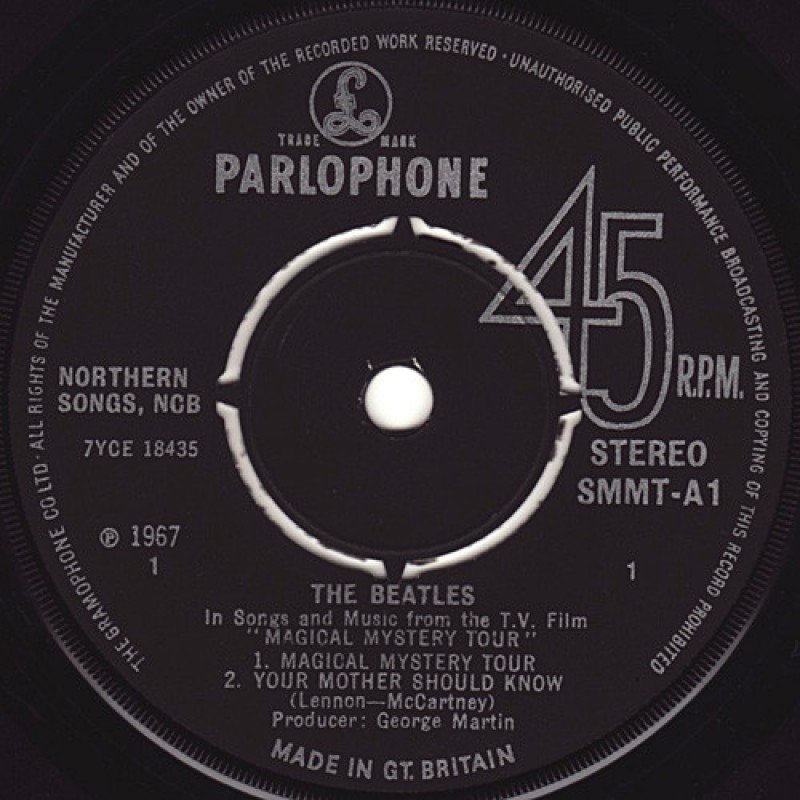 THE GRAMOPHONE CO LTD · ALL RIGHTS OF THE MANUFACTURER AND OF THE OWNER OF THE RECORDED WORK RESERVED · UNAUTHORISED PUBLIC PERFORMANCE BROADCASTING AND COPYING OF THIS RECORD PROHIBITED
£
TRADE MARK
PARLOPHONE
45
R.P.M.
NORTHERN
SONGS, NCB
7YCE 18435
STEREO
SMMT-A1
℗ 1967
1
1
THE BEATLES
In Songs and Music from the T.V. Film
"MAGICAL MYSTERY TOUR"
1. MAGICAL MYSTERY TOUR
2. YOUR MOTHER SHOULD KNOW
(Lennon—McCartney)
Producer: George Martin
MADE IN GT. BRITAIN